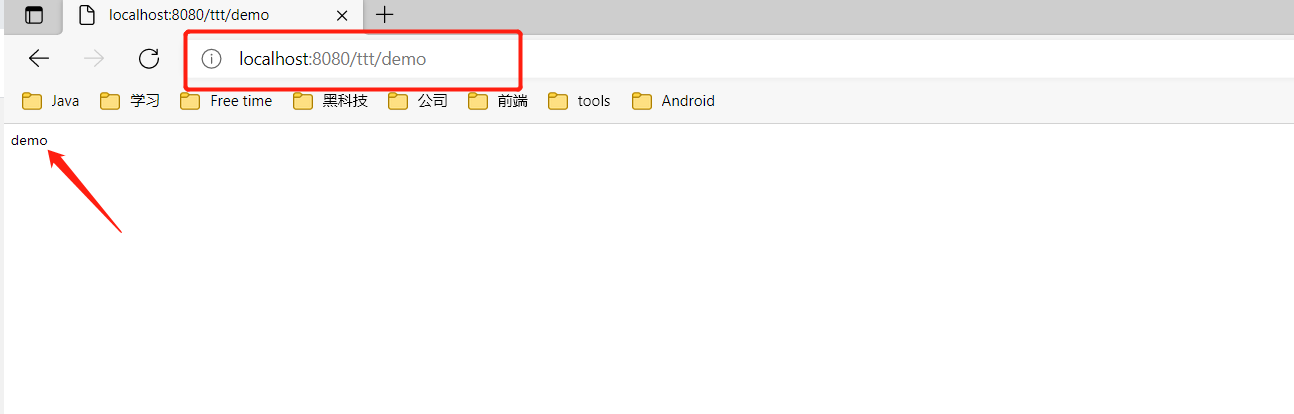 localhost:8080/ttt/demo
localhost:8080/ttt/demo
Java 学习 Free time 黑科技 公司 前端 tools Android
demo